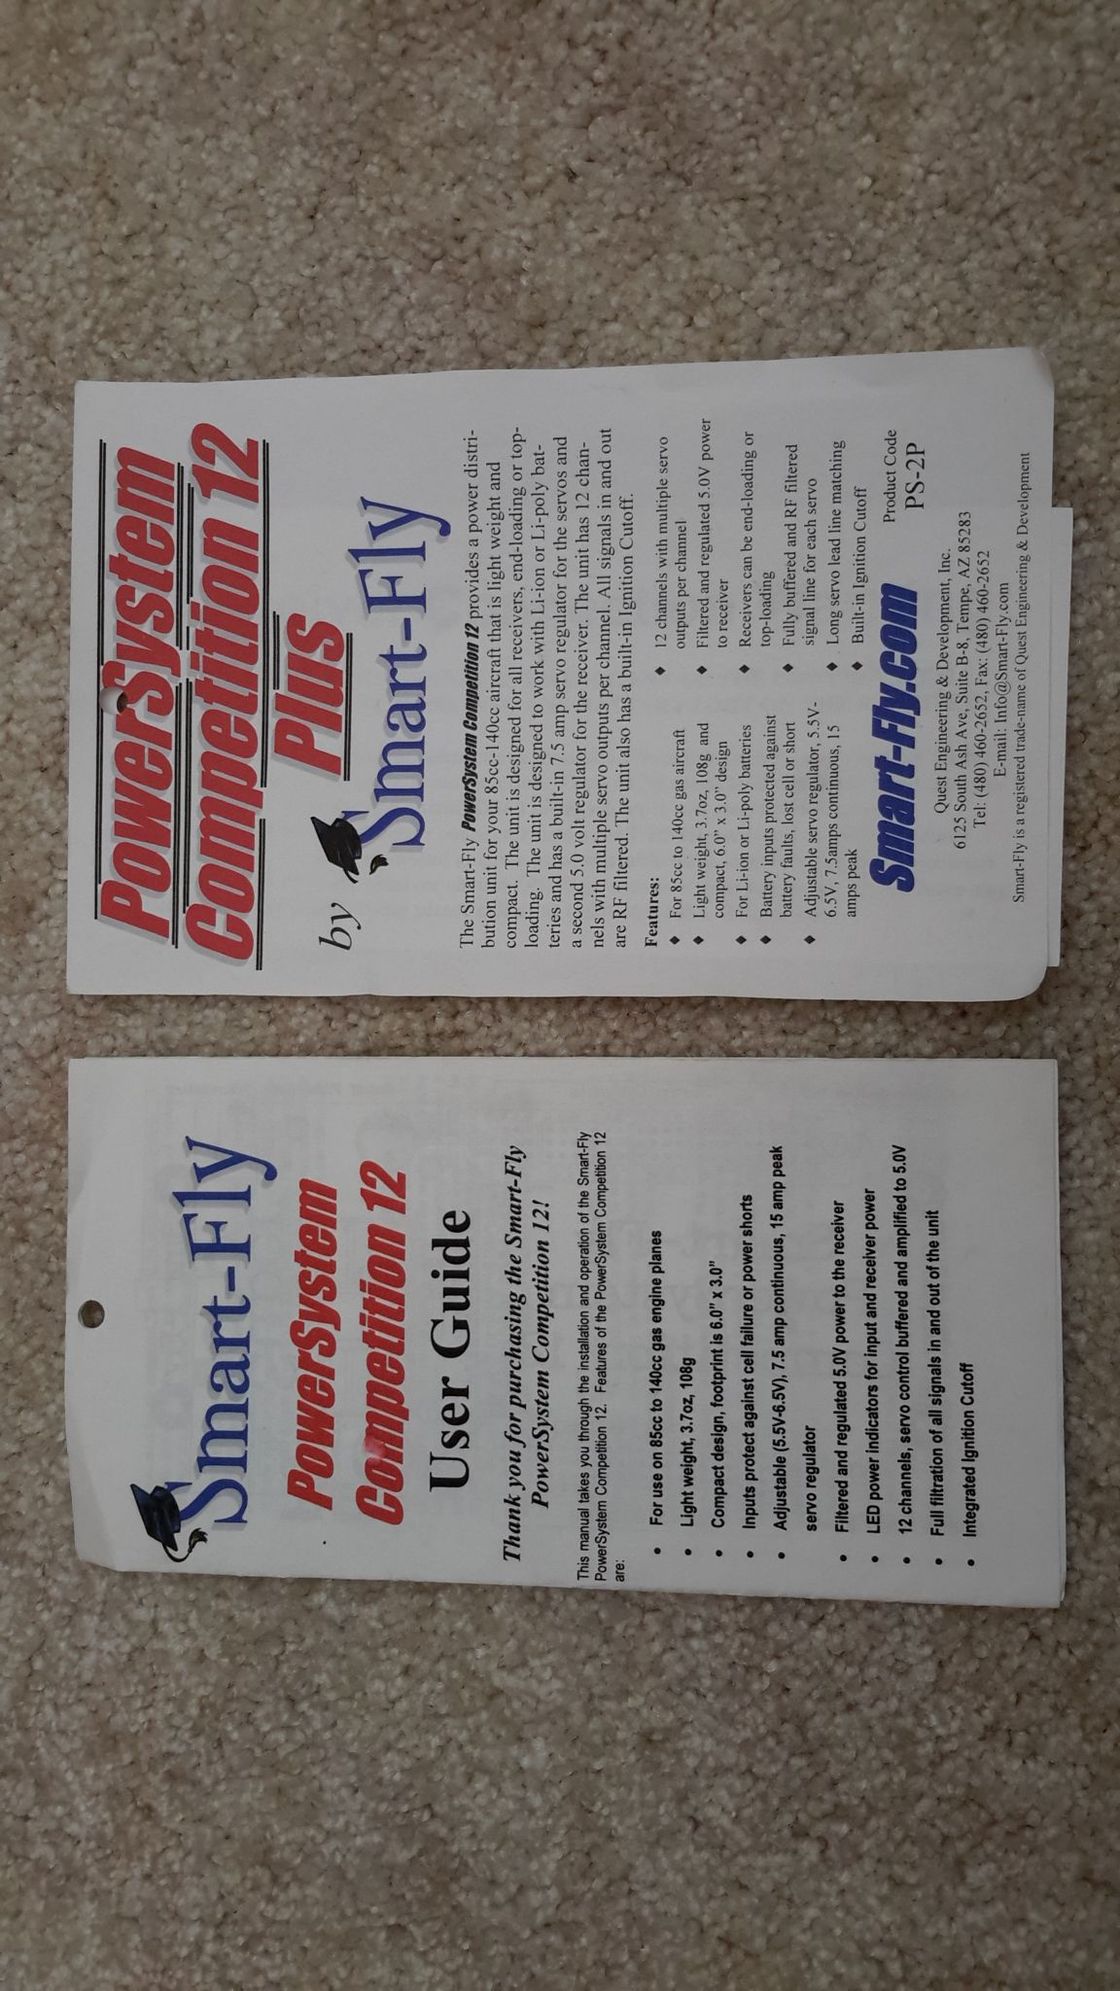 Smart-Fly
PowerSystem
Competition 12
User Guide
Thank you for purchasing the Smart-Fly
PowerSystem Competition 12!
This manual takes you through the installation and operation of the Smart-Fly
PowerSystem Competition 12. Features of the PowerSystem Competition 12
are:
• For use on 85cc to 140cc gas engine planes
• Light weight, 3.7oz, 108g
• Compact design, footprint is 6.0" x 3.0"
• Inputs protect against cell failure or power shorts
• Adjustable (5.5V-6.5V), 7.5 amp continuous, 15 amp peak
servo regulator
• Filtered and regulated 5.0V power to the receiver
• LED power indicators for input and receiver power
• 12 channels, servo control buffered and amplified to 5.0V
• Full filtration of all signals in and out of the unit
• Integrated Ignition Cutoff
PowerSystem
Competition 12
Plus
by Smart-Fly
The Smart-Fly PowerSystem Competition 12 provides a power distri-
bution unit for your 85cc-140cc aircraft that is light weight and
compact. The unit is designed for all receivers, end-loading or top-
loading. The unit is designed to work with Li-ion or Li-poly bat-
teries and has a built-in 7.5 amp servo regulator for the servos and
a second 5.0 volt regulator for the receiver. The unit has 12 chan-
nels with multiple servo outputs per channel. All signals in and out
are RF filtered. The unit also has a built-in Ignition Cutoff.
Features:
♦ For 85cc to 140cc gas aircraft
♦ Light weight, 3.7oz, 108g and
compact, 6.0" x 3.0" design
♦ For Li-ion or Li-poly batteries
♦ Battery inputs protected against
battery faults, lost cell or short
♦ Adjustable servo regulator, 5.5V-
6.5V, 7.5amps continuous, 15
amps peak
♦ 12 channels with multiple servo
outputs per channel
♦ Filtered and regulated 5.0V power
to receiver
♦ Receivers can be end-loading or
top-loading
♦ Fully buffered and RF filtered
signal line for each servo
♦ Long servo lead line matching
♦ Built-in Ignition Cutoff
Smart-Fly.com
Product Code
PS-2P
Quest Engineering & Development, Inc.
6125 South Ash Ave, Suite B-8, Tempe, AZ 85283
Tel: (480) 460-2652, Fax: (480) 460-2652
E-mail: Info@Smart-Fly.com
Smart-Fly is a registered trade-name of Quest Engineering & Development